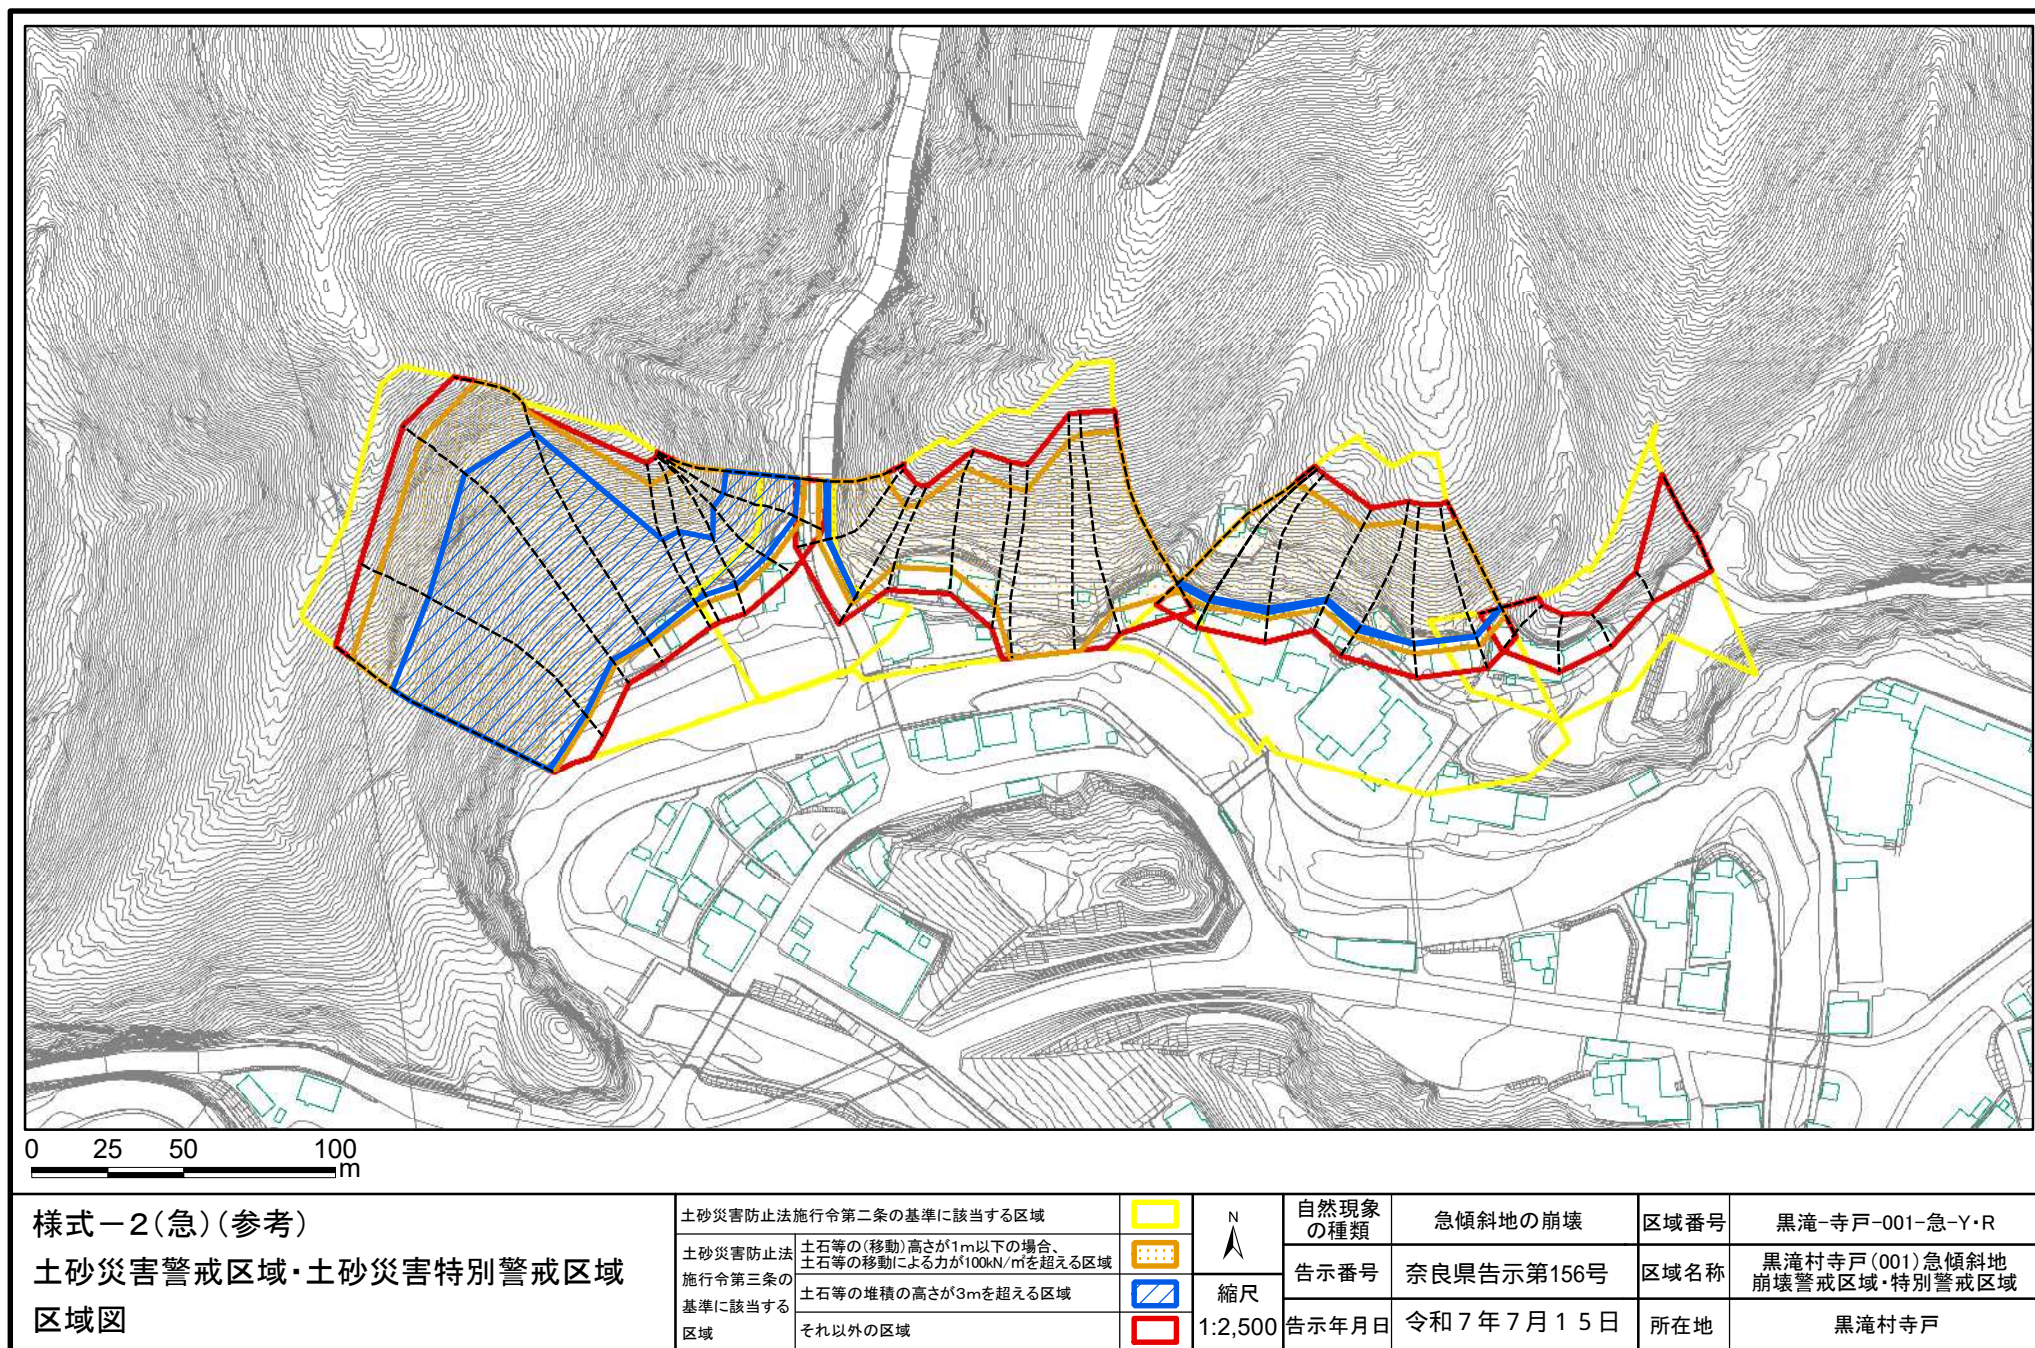 0 25 50 100
m
様式－2(急)(参考)
土砂災害警戒区域・土砂災害特別警戒区域
区域図
土砂災害防止法施行令第二条の基準に該当する区域
土砂災害防止法
施行令第三条の
基準に該当する
区域
土石等の(移動)高さが1m以下の場合、
土石等の移動による力が100kN/㎡を超える区域
土石等の堆積の高さが3mを超える区域
それ以外の区域
N
縮尺
1:2,500
自然現象
の種類
急傾斜地の崩壊
区域番号
黒滝-寺戸-001-急-Y・R
告示番号
奈良県告示第156号
区域名称
黒滝村寺戸(001)急傾斜地
崩壊警戒区域・特別警戒区域
告示年月日
令和７年７月１５日
所在地
黒滝村寺戸